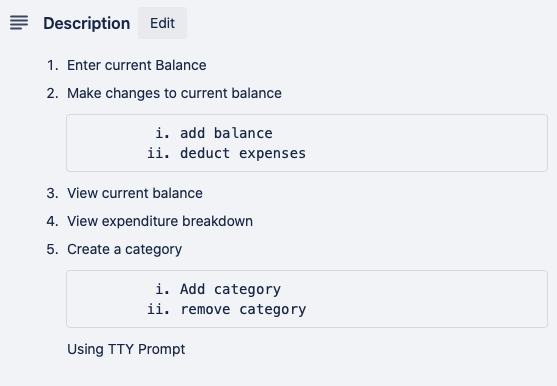 Description Edit
1. Enter current Balance
2. Make changes to current balance
i. add balance
ii. deduct expenses
3. View current balance
4. View expenditure breakdown
5. Create a category
i. Add category
ii. remove category
Using TTY Prompt